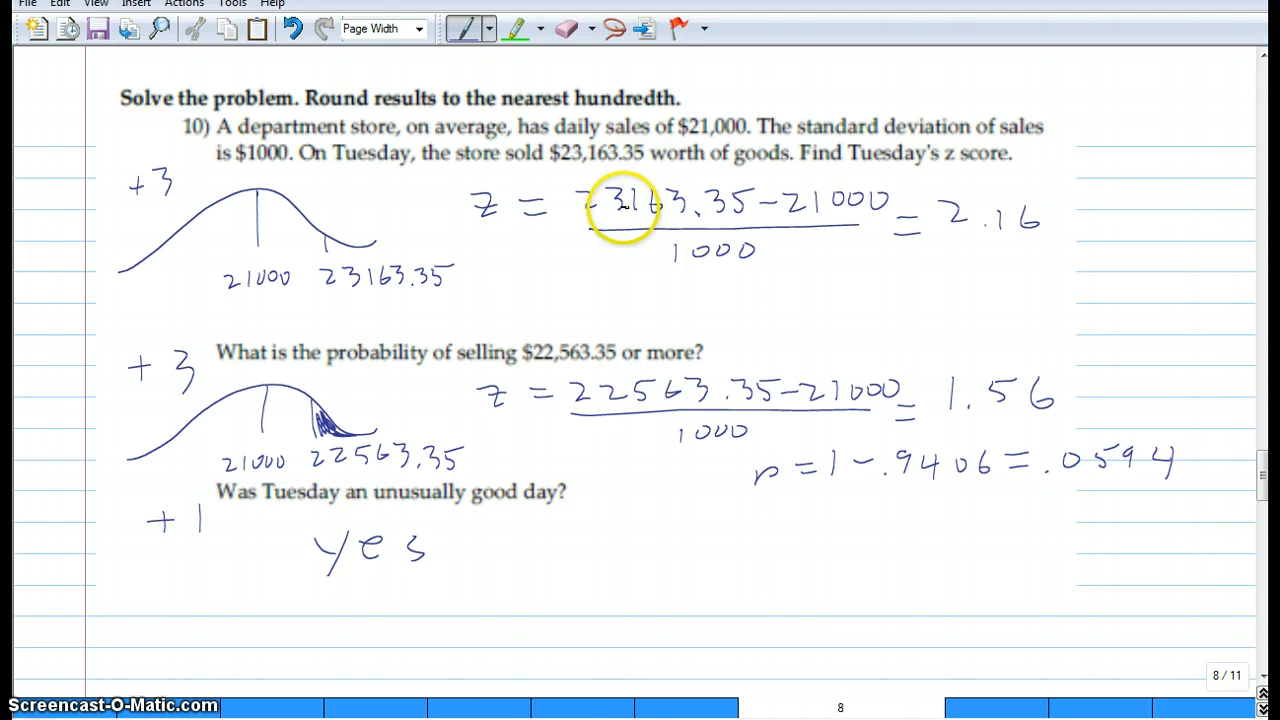 File Edit View Insert Actions Tools Help
Page Width
Solve the problem. Round results to the nearest hundredth.
10) A department store, on average, has daily sales of $21,000. The standard deviation of sales
is $1000. On Tuesday, the store sold $23,163.35 worth of goods. Find Tuesday's z score.
+3
z = 23163.35-21000 = 2.16
1000
21000 23163.35
What is the probability of selling $22,563.35 or more?
+3
z = 22563.35-21000 = 1.56
1000
21000 22563.35
p = 1 - .9406 = .0594
Was Tuesday an unusually good day?
+1
yes
8 / 11
Screencast-O-Matic.com
8